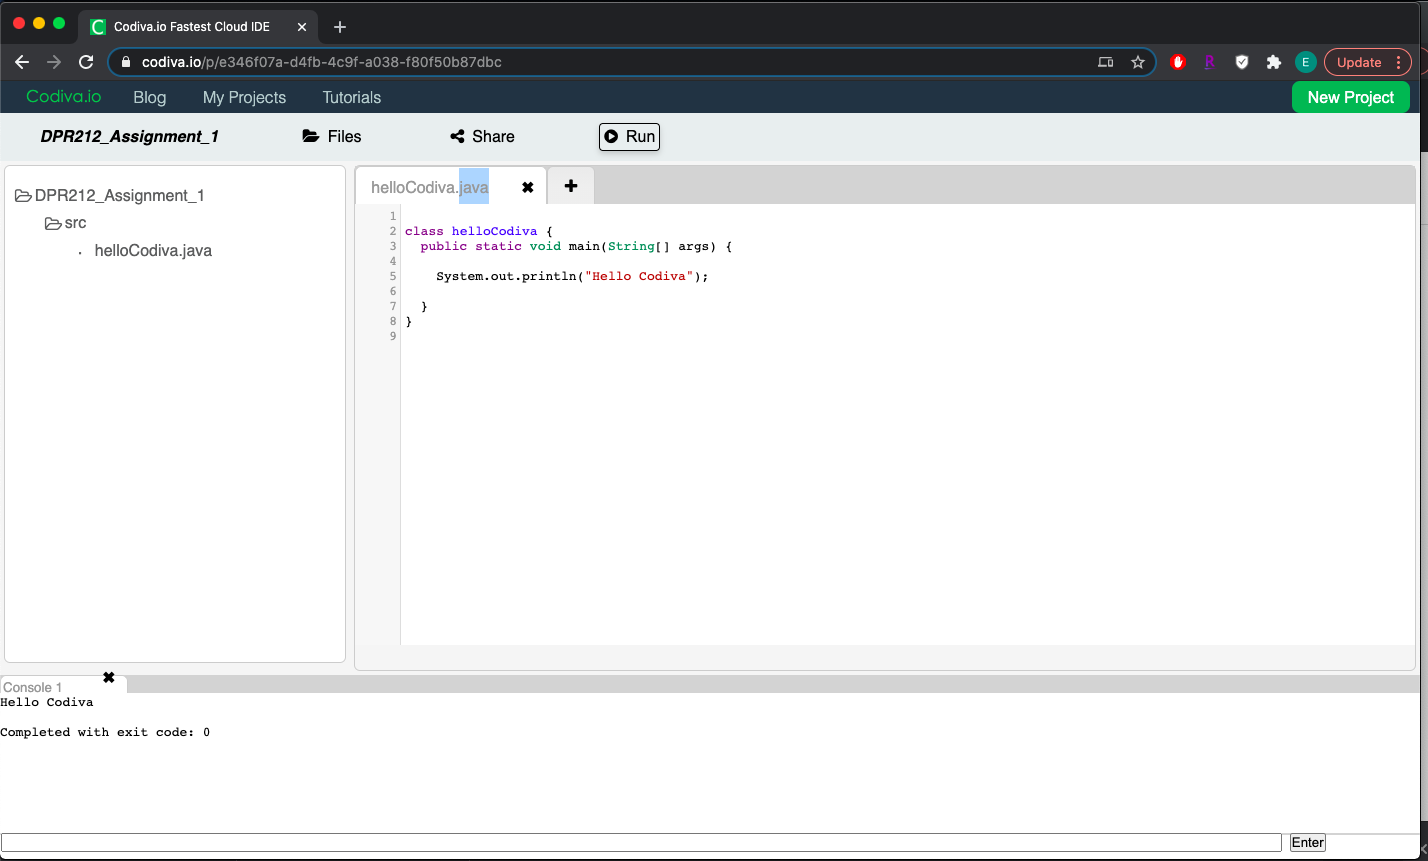 Codiva.io Fastest Cloud IDE
codiva.io/p/e346f07a-d4fb-4c9f-a038-f80f50b87dbc
E
Update
Codiva.io Blog My Projects Tutorials New Project
DPR212_Assignment_1 Files Share Run
DPR212_Assignment_1
src
helloCodiva.java
helloCodiva.java
1
2 class helloCodiva {
3 public static void main(String[] args) {
4
5 System.out.println("Hello Codiva");
6
7 }
8 }
9
Console 1
Hello Codiva
Completed with exit code: 0
Enter